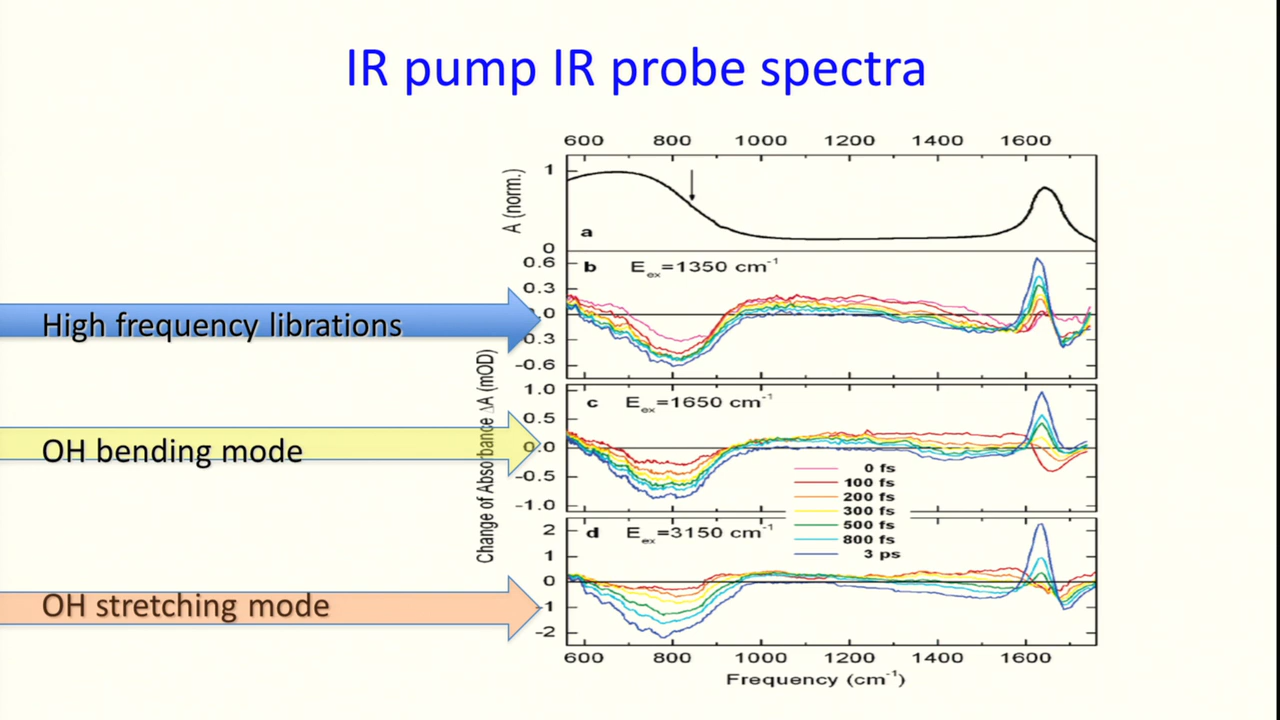 IR pump IR probe spectra
600 800 1000 1200 1400 1600
A (norm.)
1
0
a
High frequency librations
0.6
0.3
.0
0.3
-0.6
b E_ex=1350 cm^-1
Change of Absorbance ΔA (mOD)
OH bending mode
1.0
0.5
0.0
-0.5
-1.0
c E_ex=1650 cm^-1
0 fs
100 fs
200 fs
300 fs
500 fs
800 fs
3 ps
OH stretching mode
2
1
0
-1
-2
d E_ex=3150 cm^-1
600 800 1000 1200 1400 1600
Frequency (cm^-1)